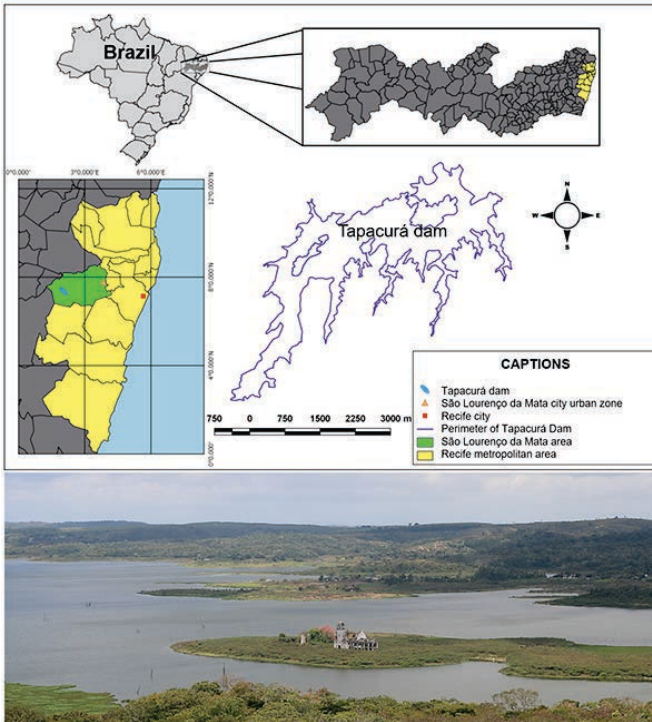 Brazil
0°0.000' 3°0.000'E 6°0.000'E
12°0.000'N
8°0.000'N
4°0.000'N
0°0.000'
Tapacurá dam
N
W E
S
750 0 750 1500 2250 3000 m
CAPTIONS
Tapacurá dam
São Lourenço da Mata city urban zone
Recife city
Perimeter of Tapacurá Dam
São Lourenço da Mata area
Recife metropolitan area